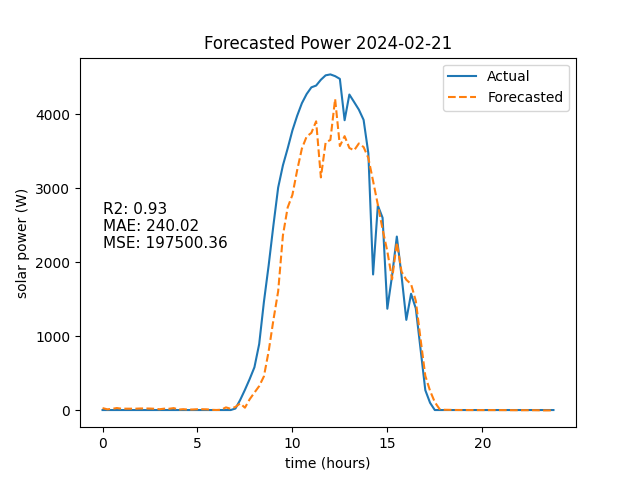 Forecasted Power 2024-02-21
Actual
Forecasted
4000
3000
2000
1000
0
solar power (W)
R2: 0.93
MAE: 240.02
MSE: 197500.36
0 5 10 15 20
time (hours)